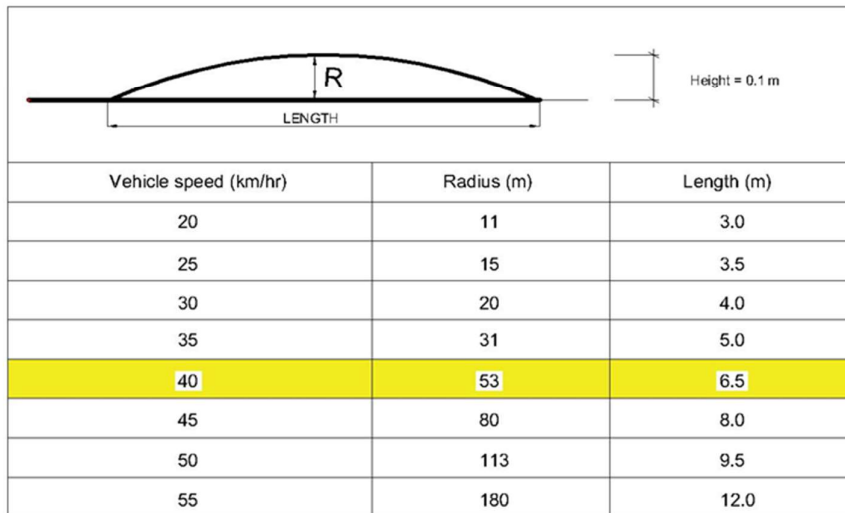 R
Height = 0.1 m
LENGTH
Vehicle speed (km/hr) Radius (m) Length (m)
20 11 3.0
25 15 3.5
30 20 4.0
35 31 5.0
40 53 6.5
45 80 8.0
50 113 9.5
55 180 12.0